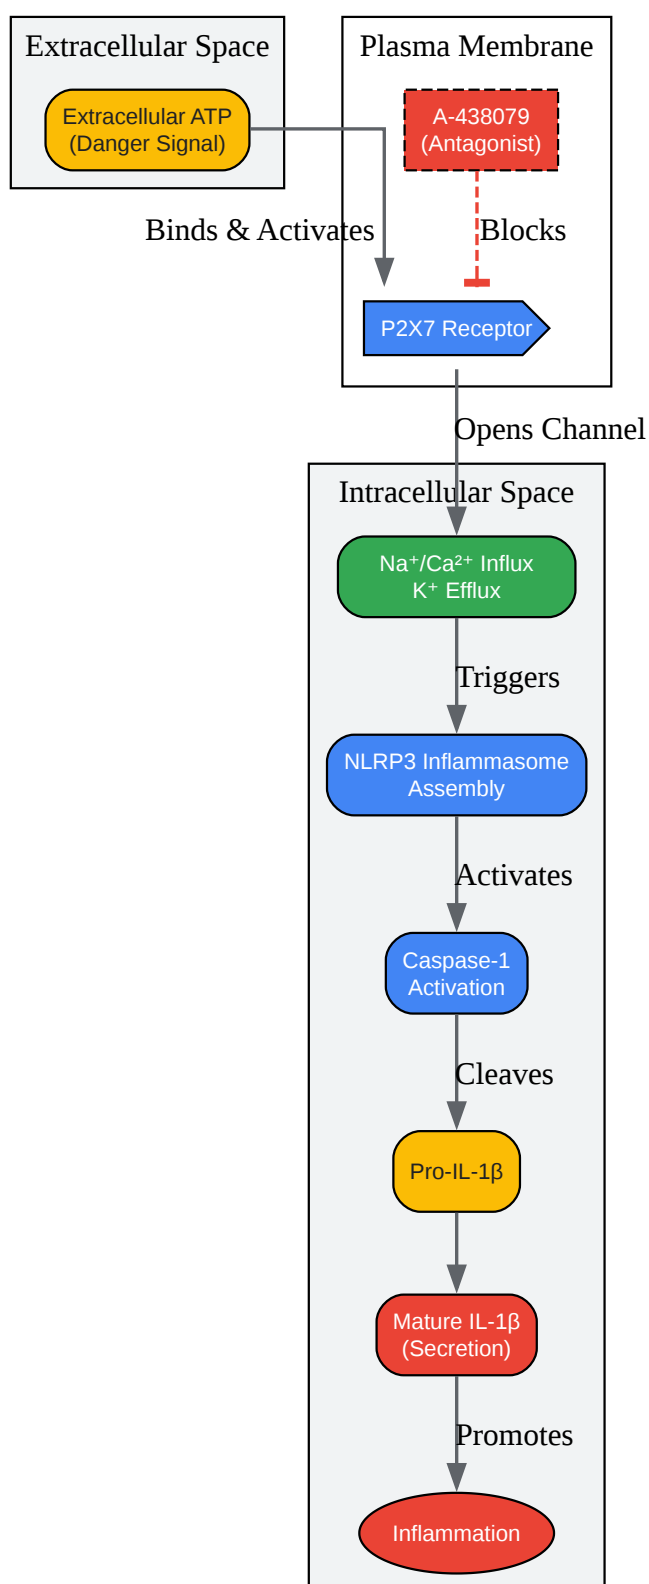 Extracellular Space
Plasma Membrane
Extracellular ATP
(Danger Signal)
A-438079
(Antagonist)
Binds & Activates
Blocks
P2X7 Receptor
Opens Channel
Intracellular Space
Na⁺/Ca²⁺ Influx
K⁺ Efflux
Triggers
NLRP3 Inflammasome
Assembly
Activates
Caspase-1
Activation
Cleaves
Pro-IL-1β
Mature IL-1β
(Secretion)
Promotes
Inflammation